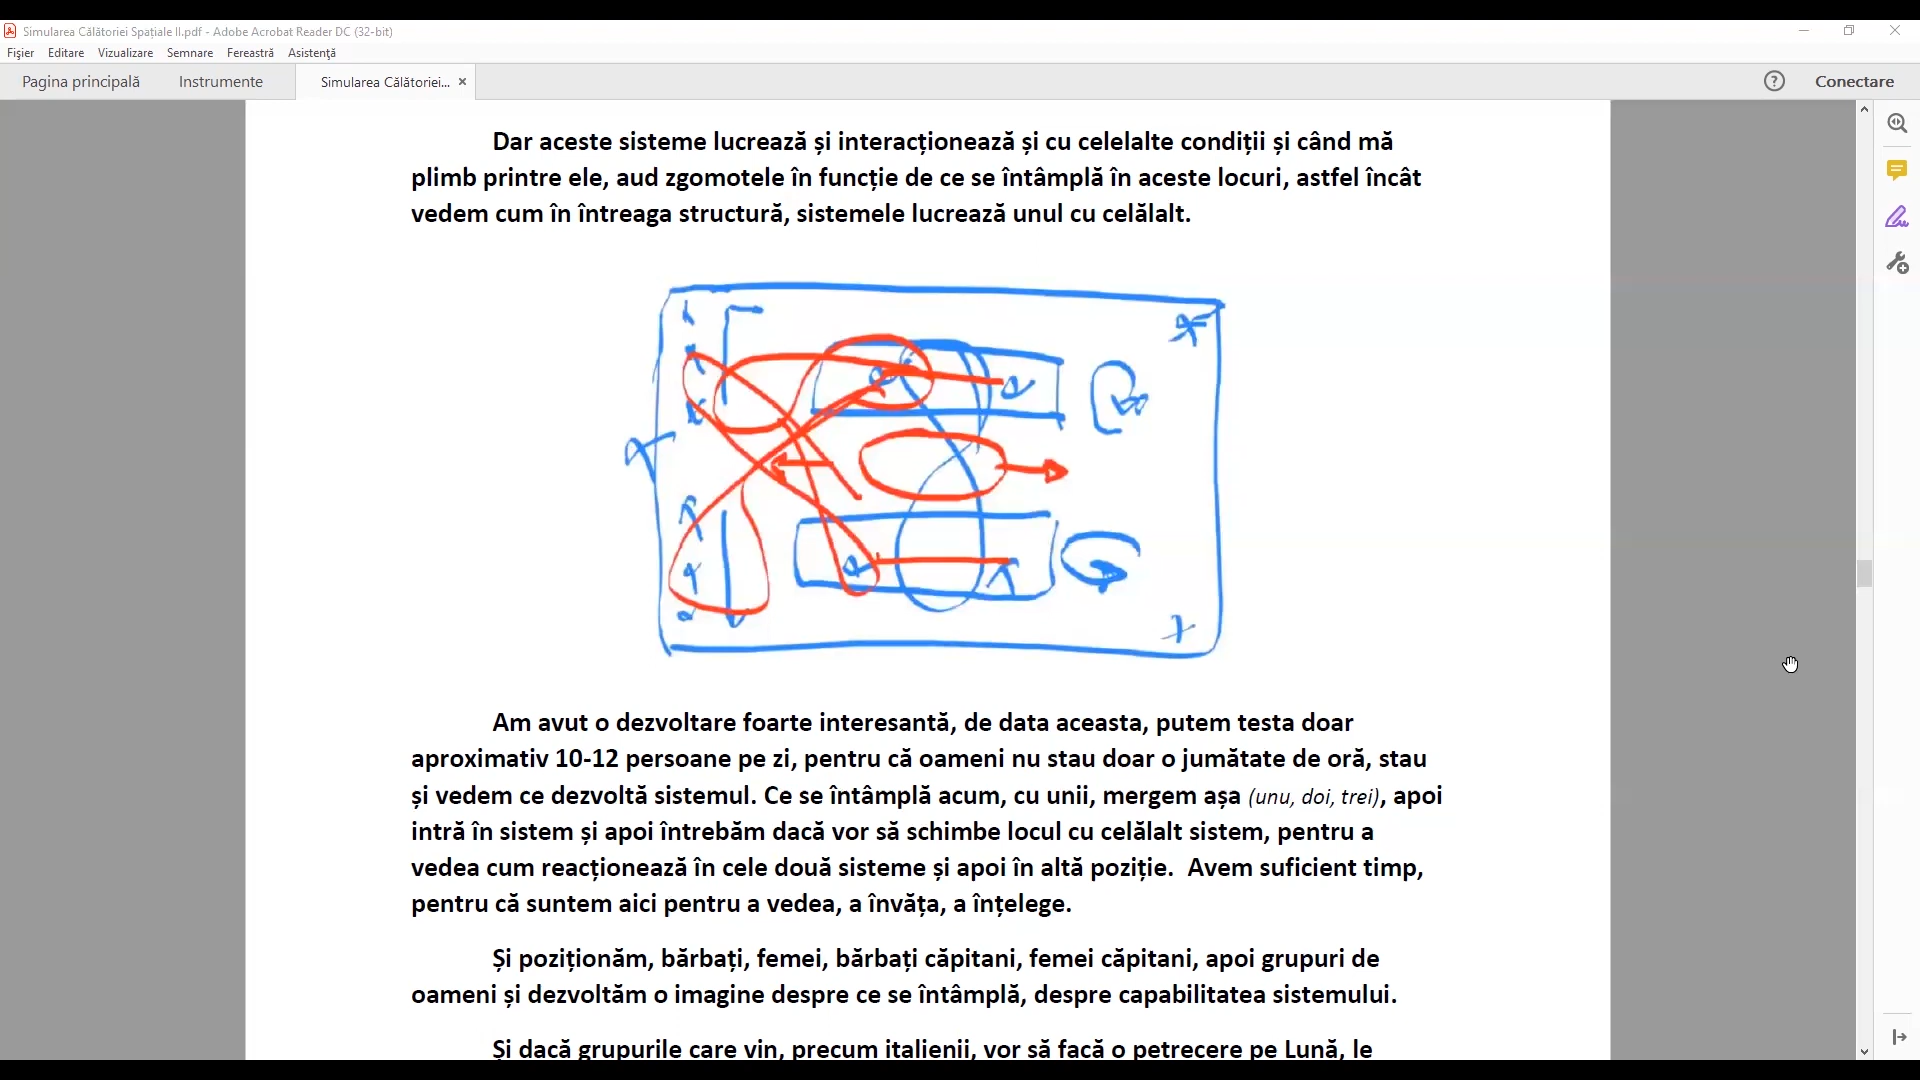 Simularea Călătoriei Spațiale II.pdf - Adobe Acrobat Reader DC (32-bit)
Fișier Editare Vizualizare Semnare Fereastră Asistență
Pagina principală Instrumente Simularea Călătoriei... × ? Conectare
Dar aceste sisteme lucrează și interacționează și cu celelalte condiții și când mă
plimb printre ele, aud zgomotele în funcție de ce se întâmplă în aceste locuri, astfel încât
vedem cum în întreaga structură, sistemele lucrează unul cu celălalt.
Am avut o dezvoltare foarte interesantă, de data aceasta, putem testa doar
aproximativ 10-12 persoane pe zi, pentru că oameni nu stau doar o jumătate de oră, stau
și vedem ce dezvoltă sistemul. Ce se întâmplă acum, cu unii, mergem așa (unu, doi, trei), apoi
intră în sistem și apoi întrebăm dacă vor să schimbe locul cu celălalt sistem, pentru a
vedea cum reacționează în cele două sisteme și apoi în altă poziție. Avem suficient timp,
pentru că suntem aici pentru a vedea, a învăța, a înțelege.
Și poziționăm, bărbați, femei, bărbați căpitani, femei căpitani, apoi grupuri de
oameni și dezvoltăm o imagine despre ce se întâmplă, despre capabilitatea sistemului.
Și dacă grupurile care vin, precum italienii, vor să facă o petrecere pe Lună, le